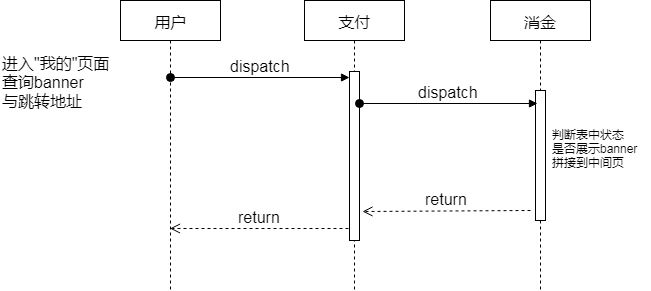 用户
支付
消金
进入"我的"页面
查询banner
与跳转地址
dispatch
dispatch
判断表中状态
是否展示banner
拼接到中间页
return
return